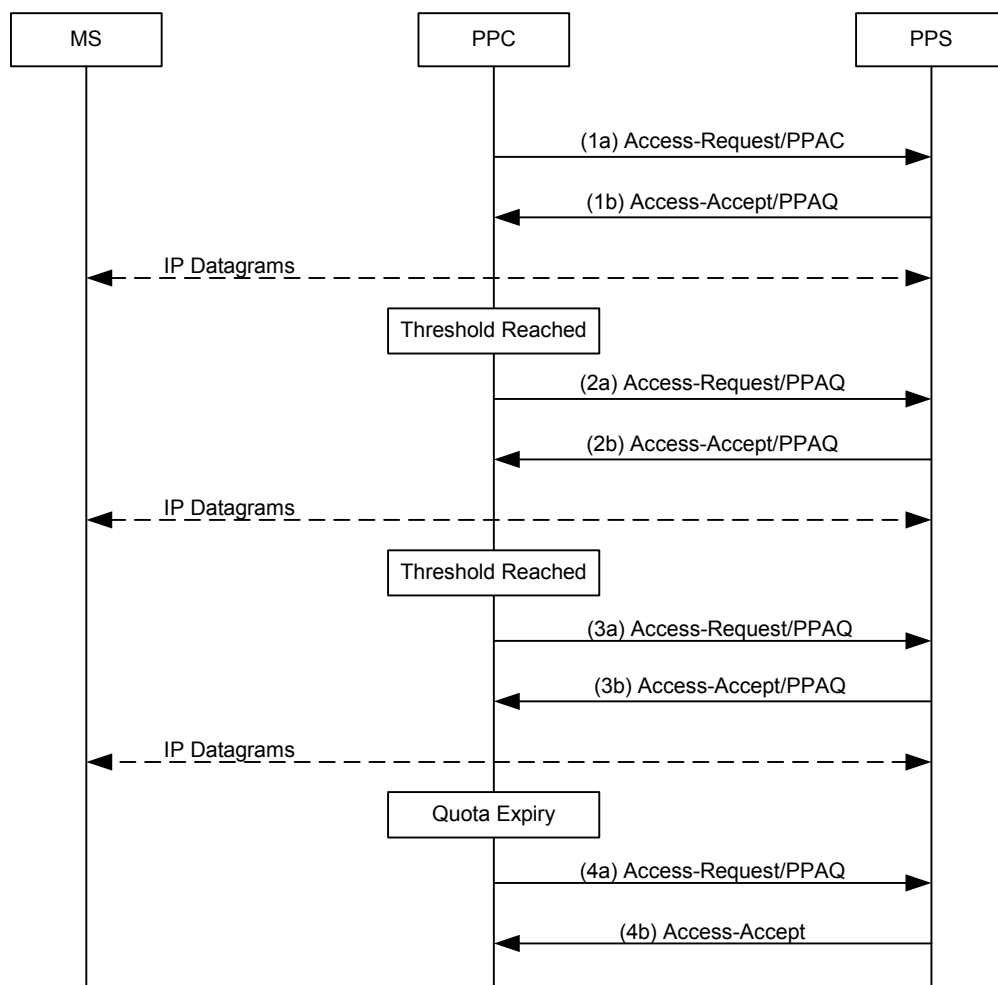 MS
PPC
PPS
(1a) Access-Request/PPAC
(1b) Access-Accept/PPAQ
IP Datagrams
Threshold Reached
(2a) Access-Request/PPAQ
(2b) Access-Accept/PPAQ
IP Datagrams
Threshold Reached
(3a) Access-Request/PPAQ
(3b) Access-Accept/PPAQ
IP Datagrams
Quota Expiry
(4a) Access-Request/PPAQ
(4b) Access-Accept